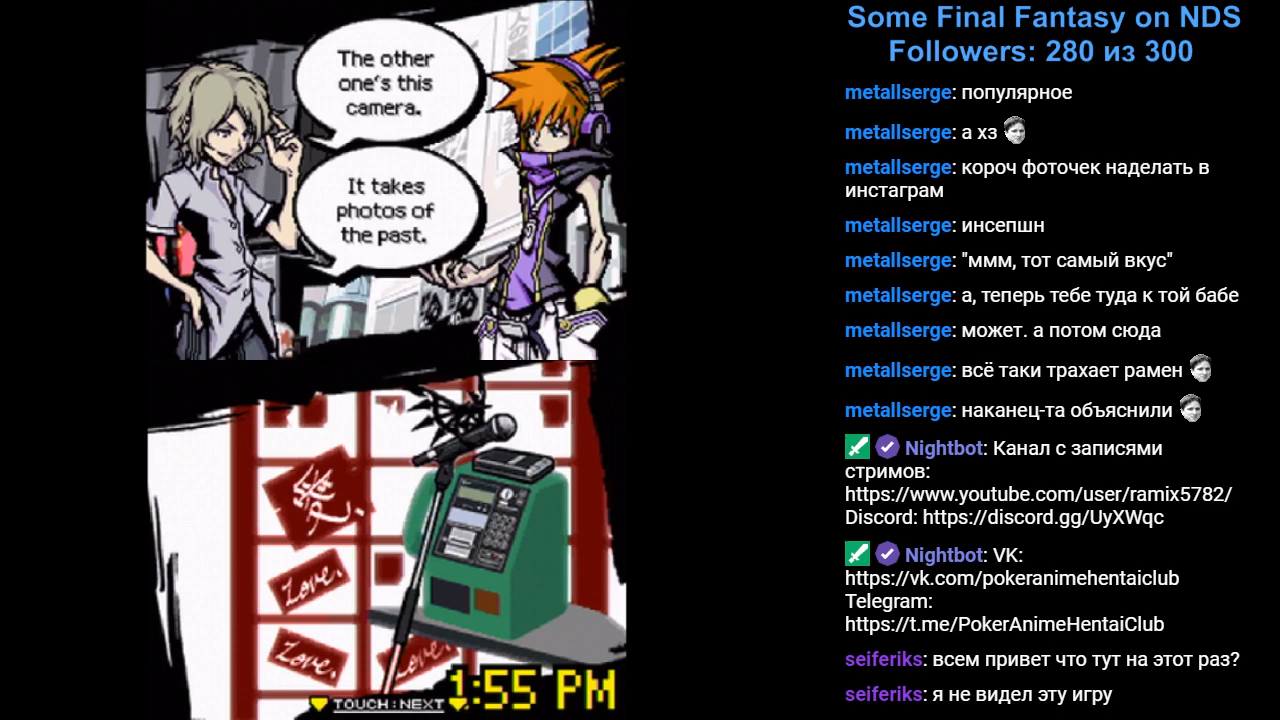 The other
one's this
camera.
It takes
photos of
the past.
Love.
Love.
Love.
TOUCH:NEXT
1:55 PM
Some Final Fantasy on NDS
Followers: 280 из 300
metallserge: популярное
metallserge: а хз
metallserge: короч фоточек наделать в
инстаграм
metallserge: инсепшн
metallserge: "ммм, тот самый вкус"
metallserge: а, теперь тебе туда к той бабе
metallserge: может. а потом сюда
metallserge: всё таки трахает рамен
metallserge: наканец-та объяснили
Nightbot: Канал с записями
стримов:
https://www.youtube.com/user/ramix5782/
Discord: https://discord.gg/UyXWqc
Nightbot: VK:
https://vk.com/pokeranimehentaiclub
Telegram:
https://t.me/PokerAnimeHentaiClub
seiferiks: всем привет что тут на этот раз?
seiferiks: я не видел эту игру